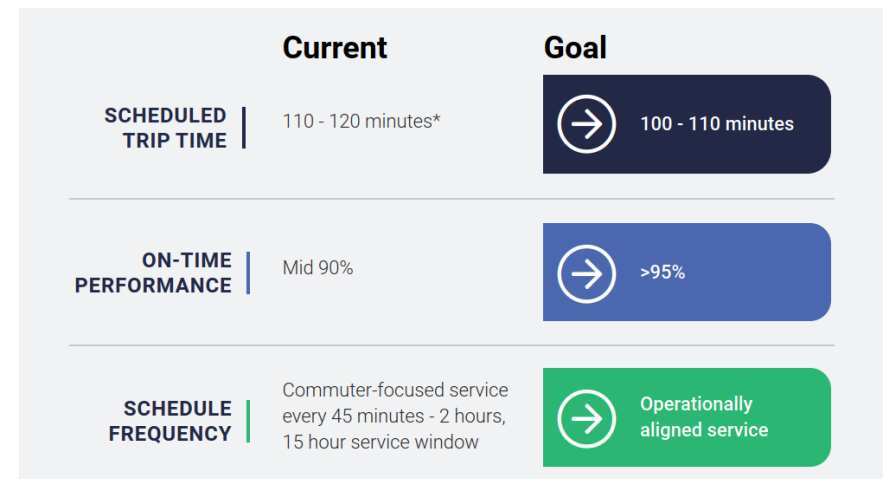 Current
Goal
SCHEDULED
TRIP TIME
110 - 120 minutes*
100 - 110 minutes
ON-TIME
PERFORMANCE
Mid 90%
>95%
SCHEDULE
FREQUENCY
Commuter-focused service
every 45 minutes - 2 hours,
15 hour service window
Operationally
aligned service